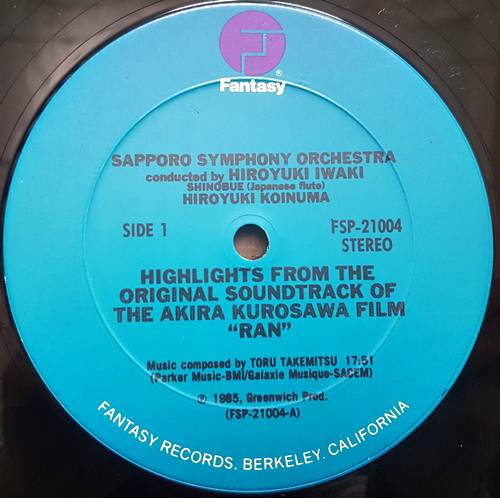 Fantasy®
SAPPORO SYMPHONY ORCHESTRA
conducted by HIROYUKI IWAKI
SHINOBUE (Japanese flute)
HIROYUKI KOINUMA
SIDE 1
FSP-21004
STEREO
HIGHLIGHTS FROM THE
ORIGINAL SOUNDTRACK OF
THE AKIRA KUROSAWA FILM
“RAN”
Music composed by TORU TAKEMITSU 17:51
(Parker Music-BMI/Galaxie Musique-SACEM)
℗ 1985, Greenwich Prod.
(FSP-21004-A)
FANTASY RECORDS, BERKELEY, CALIFORNIA